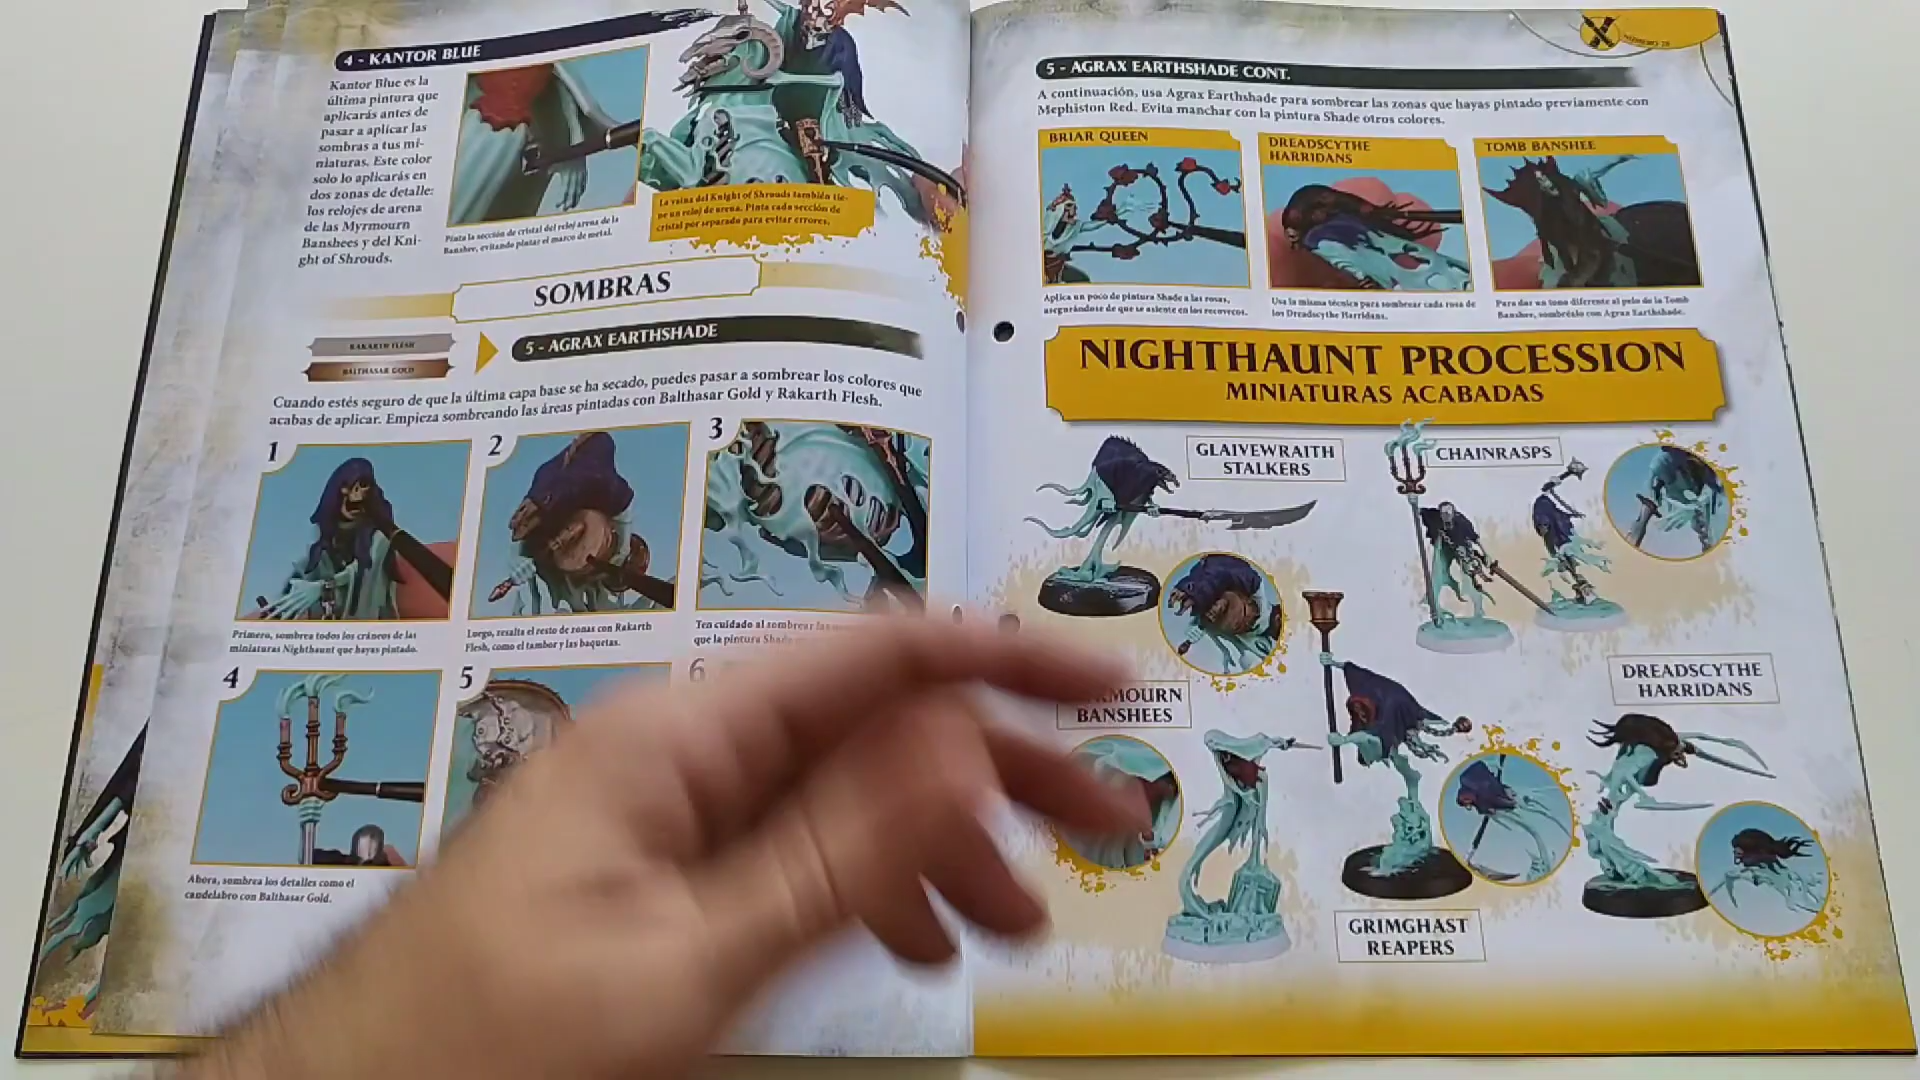 4 - KANTOR BLUE
Kantor Blue es la
última pintura que
aplicarás antes de
pasar a aplicar las
sombras a tus mi-
niaturas. Este color
solo lo aplicarás en
dos zonas de detalle:
los relojes de arena
de las Myrmourn
Banshees y del Kni-
ght of Shrouds.
Pinta la sección de cristal del reloj arena de la
Banshee, evitando pintar el marco de metal.
La vaina del Knight of Shrouds también tie-
ne un reloj de arena. Pinta cada sección de
cristal por separado para evitar errores.
SOMBRAS
RAKARTH FLESH
BALTHASAR GOLD
5 - AGRAX EARTHSHADE
Cuando estés seguro de que la última capa base se ha secado, puedes pasar a sombrear los colores que
acabas de aplicar. Empieza sombreando las áreas pintadas con Balthasar Gold y Rakarth Flesh.
1
2
3
Primero, sombrea todos los cráneos de las
miniaturas Nighthaunt que hayas pintado.
Luego, resalta el resto de zonas con Rakarth
Flesh, como el tambor y las baquetas.
Ten cuidado al sombrear
que la pintura Shade
4
5
6
Ahora, sombrea los detalles como el
candelabro con Balthasar Gold.
NÚMERO 28
5 - AGRAX EARTHSHADE CONT.
A continuación, usa Agrax Earthshade para sombrear las zonas que hayas pintado previamente con
Mephiston Red. Evita manchar con la pintura Shade otros colores.
BRIAR QUEEN
DREADSCYTHE
HARRIDANS
TOMB BANSHEE
Aplica un poco de pintura Shade a las rosas,
asegurándose de que se asiente en los recovecos.
Usa la misma técnica para sombrear cada rosa de
los Dreadscythe Harridans.
Para dar un tono diferente al pelo de la Tomb
Banshee, sombréalo con Agrax Earthshade.
NIGHTHAUNT PROCESSION
MINIATURAS ACABADAS
GLAIVEWRAITH
STALKERS
CHAINRASPS
RMOURN
BANSHEES
DREADSCYTHE
HARRIDANS
GRIMGHAST
REAPERS